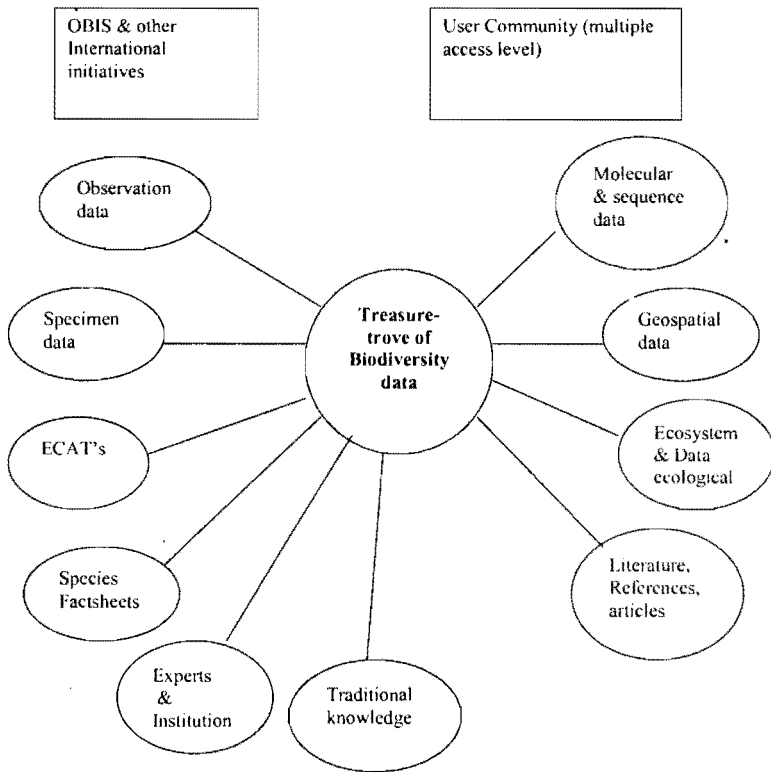 OBIS & other
International
initiatives
User Community (multiple
access level)
Observation
data
Molecular
& sequence
data
Specimen
data
Treasure-
trove of
Biodiversity
data
Geospatial
data
ECAT's
Ecosystem
& Data
ecological
Species
Factsheets
Literature,
References,
articles
Experts
&
Institution
Traditional
knowledge